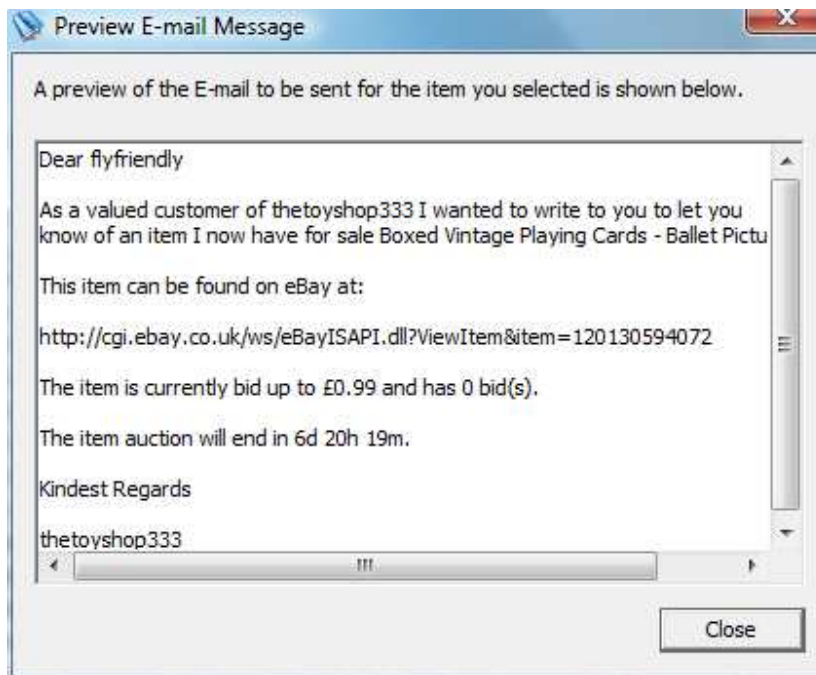 Preview E-mail Message
A preview of the E-mail to be sent for the item you selected is shown below.
Dear flyfriendly
As a valued customer of thetoyshop333 I wanted to write to you to let you
know of an item I now have for sale Boxed Vintage Playing Cards - Ballet Pictu
This item can be found on eBay at:
http://cgi.ebay.co.uk/ws/eBayISAPI.dll?ViewItem&item=120130594072
The item is currently bid up to £0.99 and has 0 bid(s).
The item auction will end in 6d 20h 19m.
Kindest Regards
thetoyshop333
Close